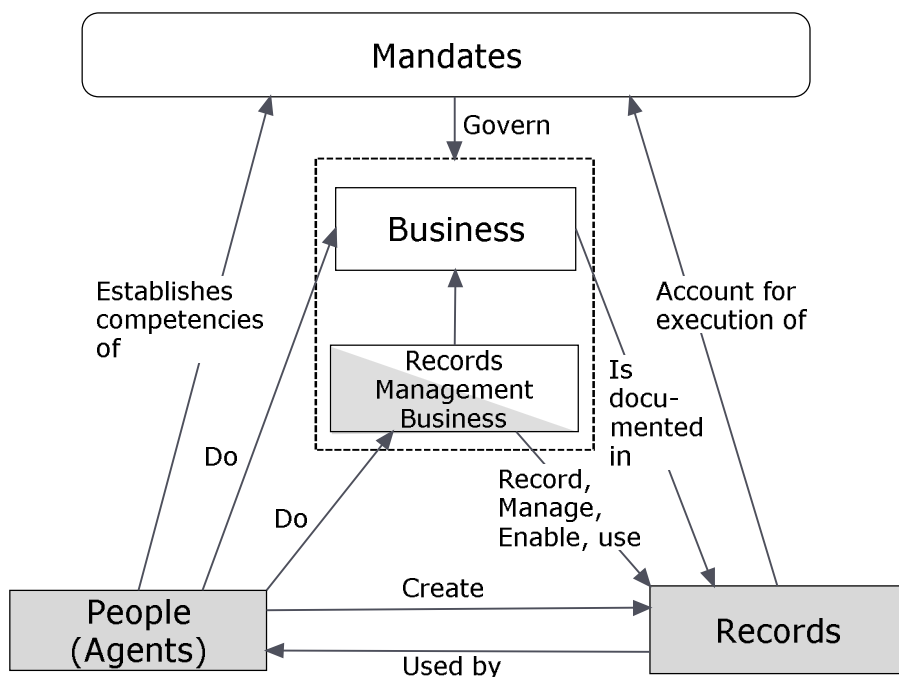 Mandates
Govern
Business
Establishes
competencies
of
Account for
execution of
Records
Management
Business
Is
docu-
mented
in
Do
Record,
Manage,
Enable, use
Do
Create
People
(Agents)
Records
Used by